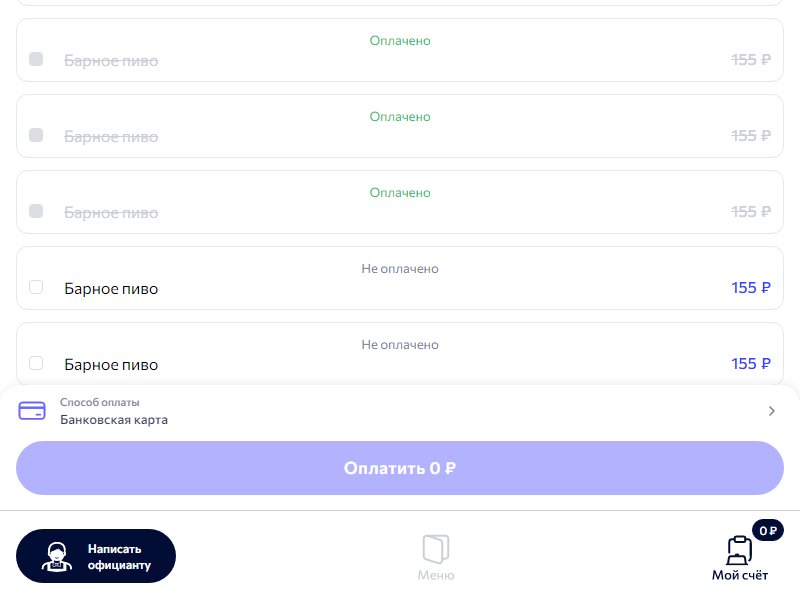 Оплачено
Барное пиво 155 ₽
Оплачено
Барное пиво 155 ₽
Оплачено
Барное пиво 155 ₽
Не оплачено
Барное пиво 155 ₽
Не оплачено
Барное пиво 155 ₽
Способ оплаты
Банковская карта
Оплатить 0 ₽
0 ₽
Написать
официанту
Меню
Мой счёт